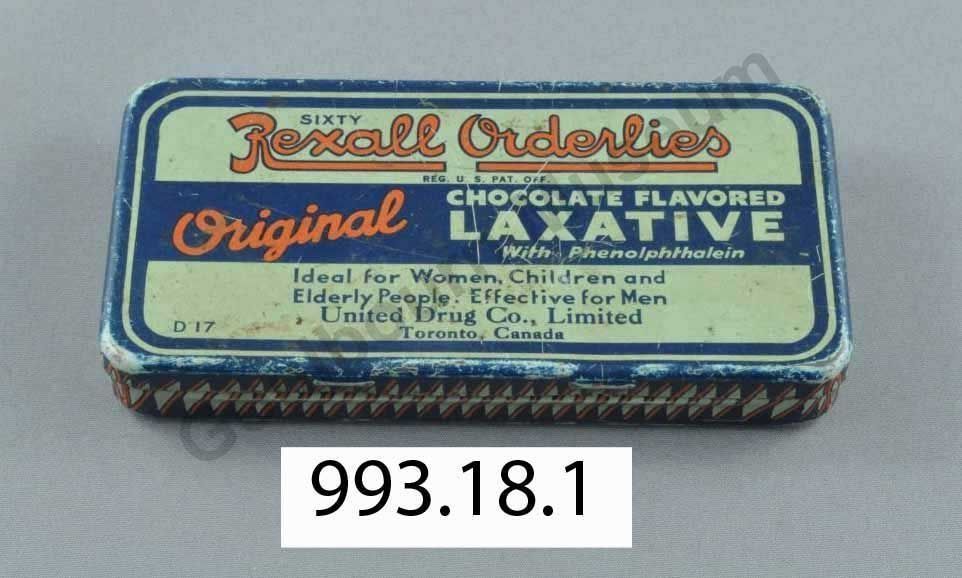 SIXTY
Rexall Orderlies
REG. U. S. PAT. OFF.
Original
CHOCOLATE FLAVORED
LAXATIVE
With Phenolphthalein
Ideal for Women, Children and
Elderly People. Effective for Men
United Drug Co., Limited
Toronto, Canada
D 17
993.18.1